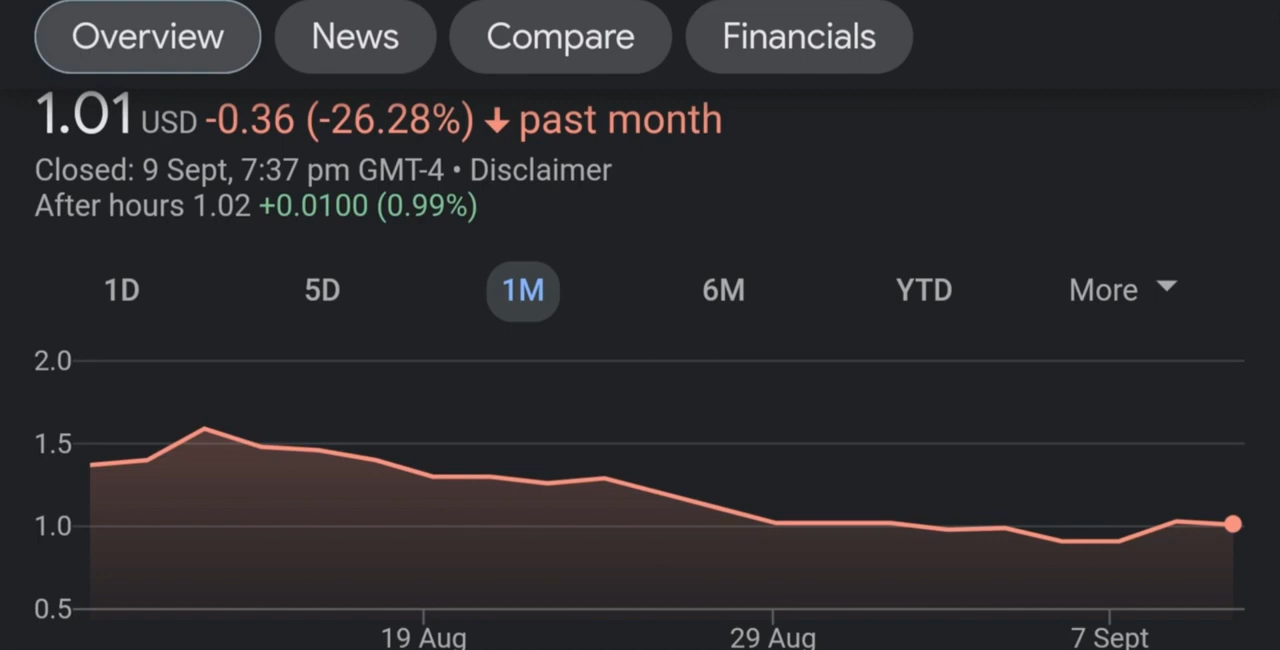 Overview News Compare Financials
1.01 USD -0.36 (-26.28%) ↓ past month
Closed: 9 Sept, 7:37 pm GMT-4 • Disclaimer
After hours 1.02 +0.0100 (0.99%)
1D 5D 1M 6M YTD More
2.0
1.5
1.0
0.5
19 Aug 29 Aug 7 Sept